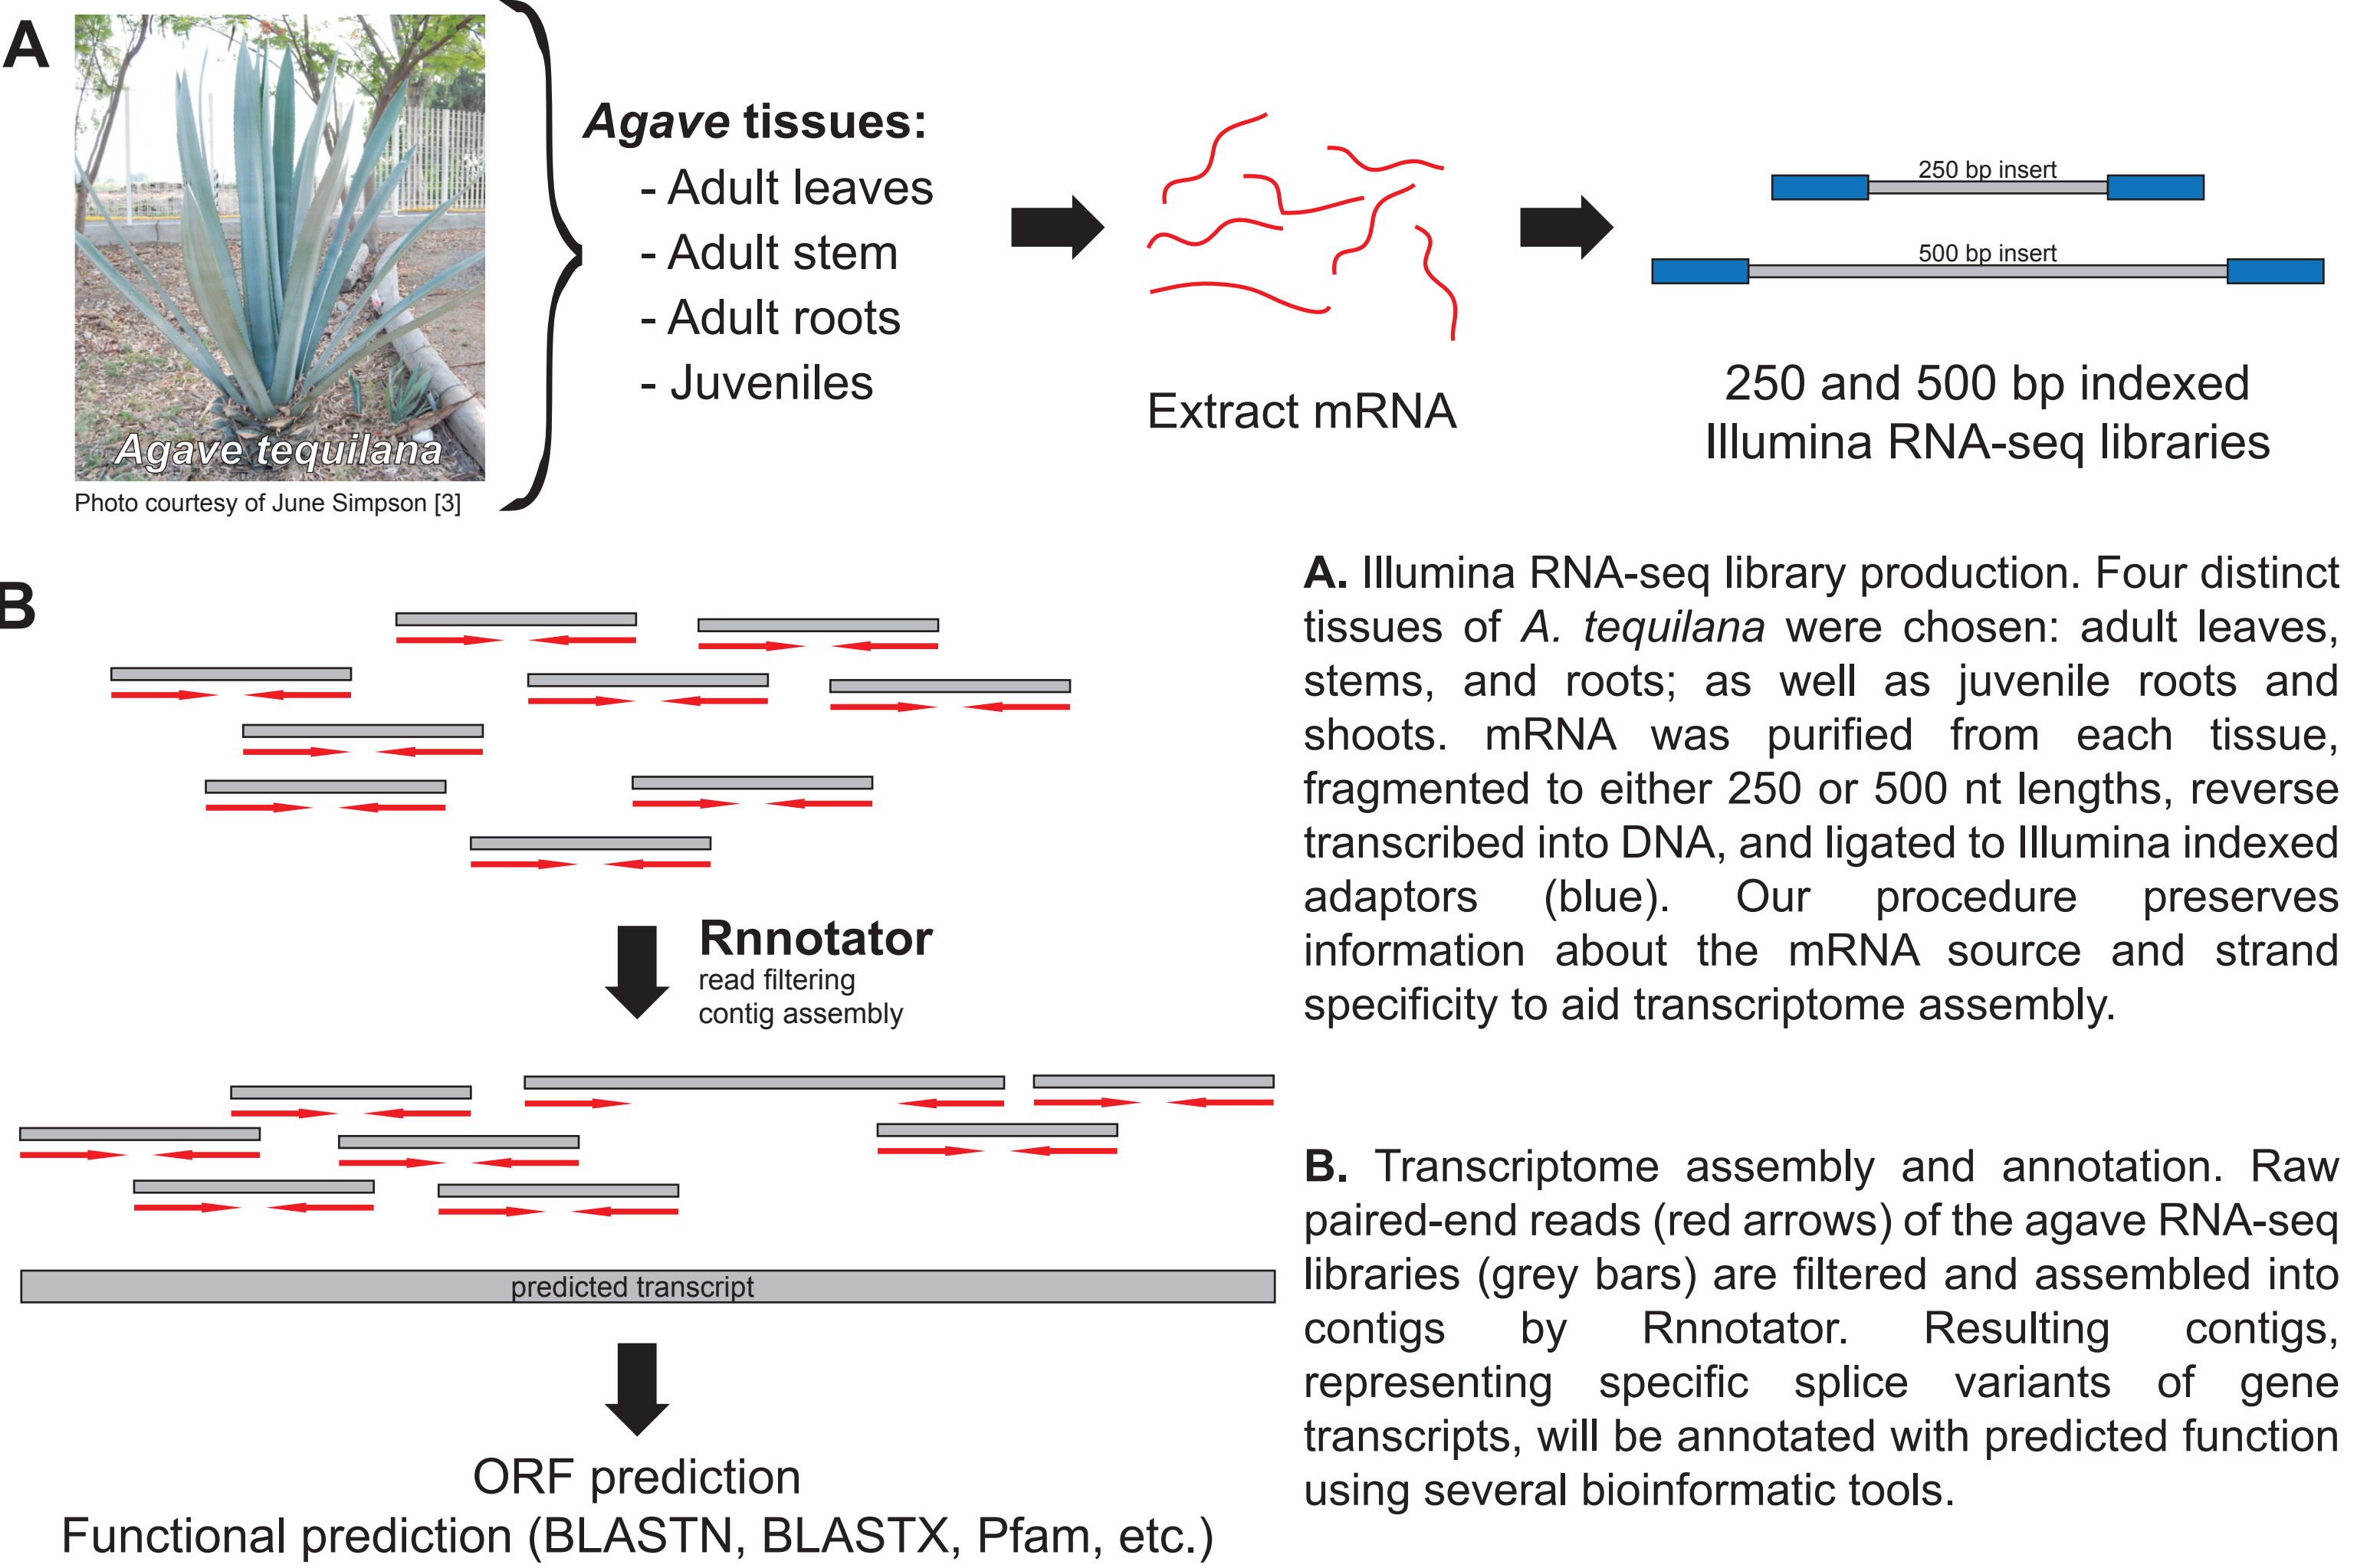 A
Agave tissues:
- Adult leaves
- Adult stem
- Adult roots
- Juveniles
Agave tequilana
Photo courtesy of June Simpson [3]
Extract mRNA
250 bp insert
500 bp insert
250 and 500 bp indexed
Illumina RNA-seq libraries
A. Illumina RNA-seq library production. Four distinct
tissues of A. tequilana were chosen: adult leaves,
stems, and roots; as well as juvenile roots and
shoots. mRNA was purified from each tissue,
fragmented to either 250 or 500 nt lengths, reverse
transcribed into DNA, and ligated to Illumina indexed
adaptors (blue). Our procedure preserves
information about the mRNA source and strand
specificity to aid transcriptome assembly.
B
Rnnotator
read filtering
contig assembly
predicted transcript
ORF prediction
Functional prediction (BLASTN, BLASTX, Pfam, etc.)
B. Transcriptome assembly and annotation. Raw
paired-end reads (red arrows) of the agave RNA-seq
libraries (grey bars) are filtered and assembled into
contigs by Rnnotator. Resulting contigs,
representing specific splice variants of gene
transcripts, will be annotated with predicted function
using several bioinformatic tools.